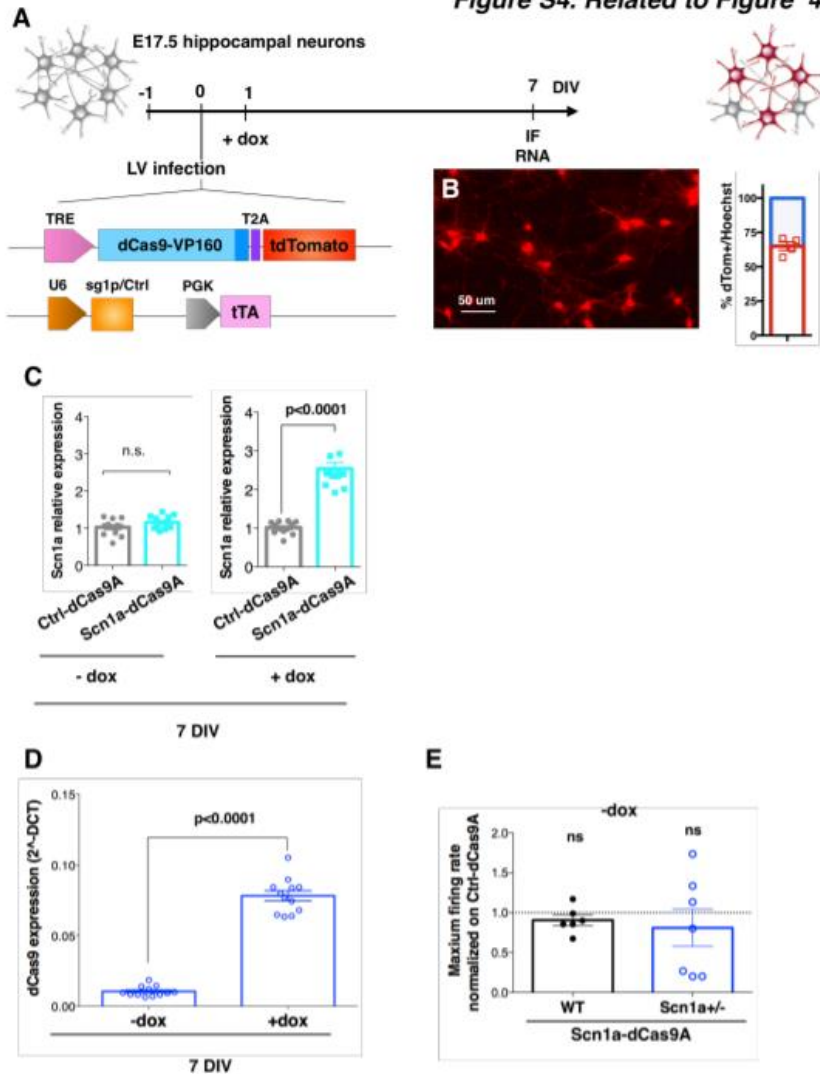 Figure S4. Related to Figure 4
A
E17.5 hippocampal neurons
-1 0 1 7 DIV
+ dox
IF
RNA
LV infection
TRE
T2A
dCas9-VP160
tdTomato
U6 sg1p/Ctrl PGK
tTA
B
50 um
% dTom+/Hoechst
100
75
50
25
0
C
Scn1a relative expression
4
3
2
1
0
n.s.
Ctrl-dCas9A
Scn1a-dCas9A
- dox
Scn1a relative expression
4
3
2
1
0
p<0.0001
Ctrl-dCas9A
Scn1a-dCas9A
+ dox
7 DIV
D
dCas9 expression (2^-DCT)
0.15
0.10
0.05
0.00
p<0.0001
-dox +dox
7 DIV
E
-dox
Maxium firing rate
normalized on Ctrl-dCas9A
2.0
1.5
1.0
0.5
0.0
ns ns
WT Scn1a+/-
Scn1a-dCas9A